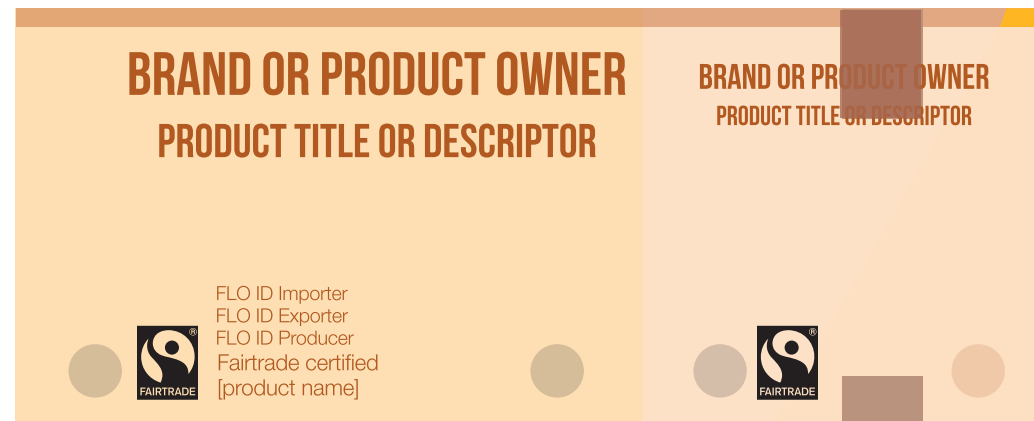 BRAND OR PRODUCT OWNER
PRODUCT TITLE OR DESCRIPTOR
FLO ID Importer
FLO ID Exporter
FLO ID Producer
Fairtrade certified
[product name]
®
FAIRTRADE
BRAND OR PRODUCT OWNER
PRODUCT TITLE OR DESCRIPTOR
®
FAIRTRADE